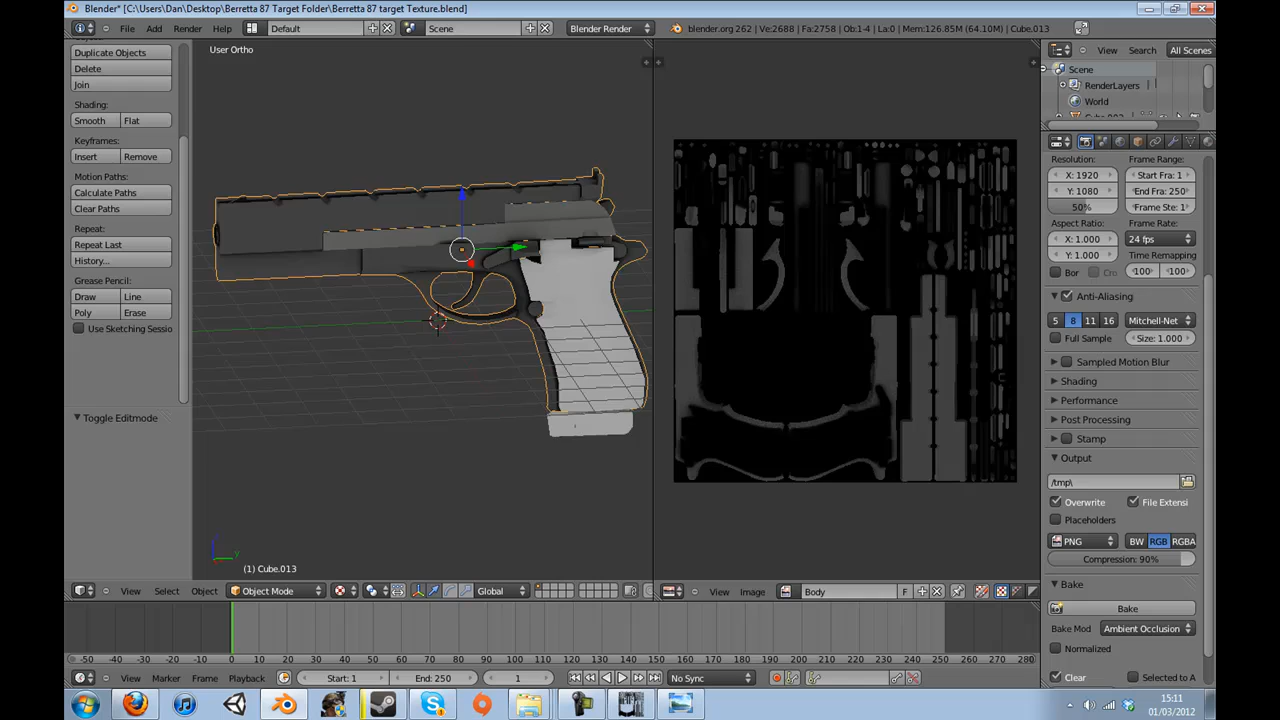 Blender* [C:\Users\Dan\Desktop\Berretta 87 Target Folder\Berretta 87 target Texture.blend]
File Add Render Help Default Scene Blender Render blender.org 262 | Ve:2688 | Fa:2758 | Ob:1-4 | La:0 | Mem:126.85M (64.10M) | Cube.013
View Search All Scenes
Duplicate Objects
Delete
Join
Shading:
Smooth Flat
Keyframes:
Insert Remove
Motion Paths:
Calculate Paths
Clear Paths
Repeat:
Repeat Last
History...
Grease Pencil:
Draw Line
Poly Erase
Use Sketching Sessio
Toggle Editmode
User Ortho
(1) Cube.013
View Select Object Object Mode Global
View Image Body F
Scene
RenderLayers
World
Resolution: Frame Range:
X: 1920 Start Fra: 1
Y: 1080 End Fra: 250
50% Frame Ste: 1
Aspect Ratio: Frame Rate:
X: 1.000 24 fps
Y: 1.000 Time Remapping
Bor Cro :100 :100
Anti-Aliasing
5 8 11 16 Mitchell-Net
Full Sample Size: 1.000
Sampled Motion Blur
Shading
Performance
Post Processing
Stamp
Output
/tmp\
Overwrite File Extensi
Placeholders
PNG BW RGB RGBA
Compression: 90%
Bake
Bake
Bake Mod Ambient Occlusion
Normalized
Clear Selected to A
-50 -40 -30 -20 -10 0 10 20 30 40 50 60 70 80 90 100 110 120 130 140 150 160 170 180 190 200 210 220 230 240 250 260 270 280
View Marker Frame Playback Start: 1 End: 250 1 No Sync
15:11
01/03/2012